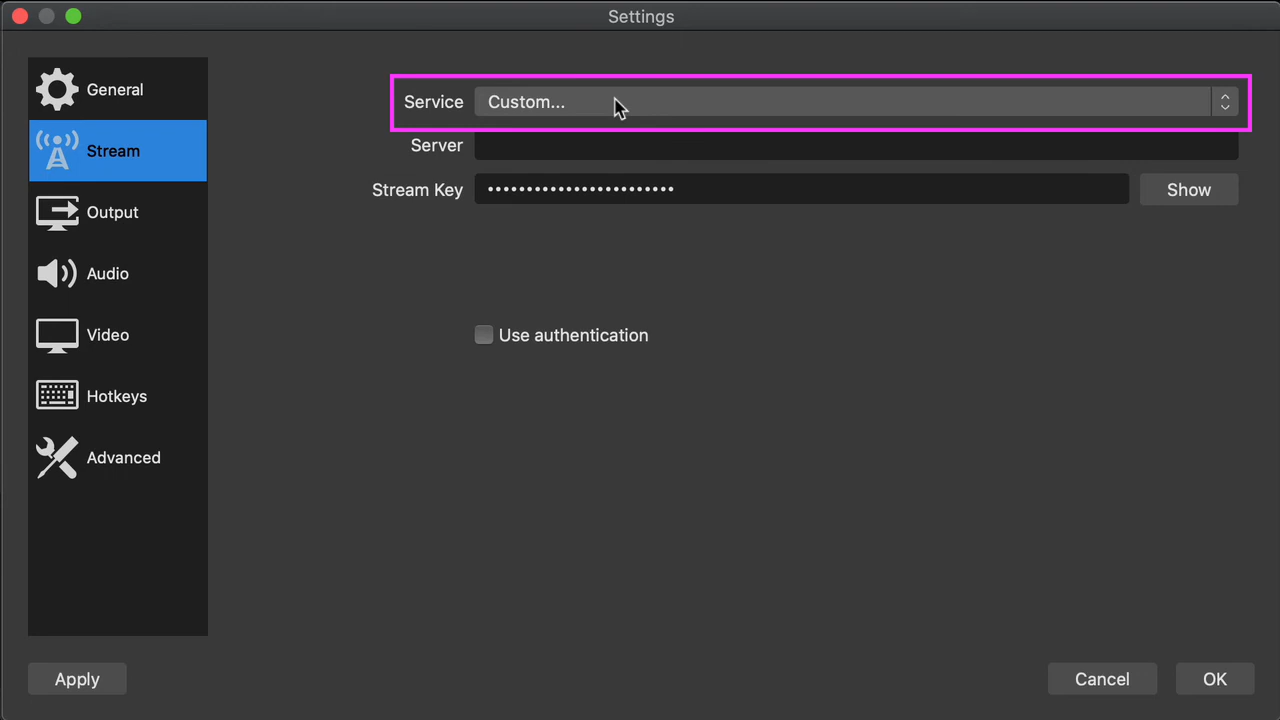 Settings
General
Stream
Output
Audio
Video
Hotkeys
Advanced
Service Custom...
Server
Stream Key •••••••••••••••••••••••• Show
Use authentication
Apply Cancel OK